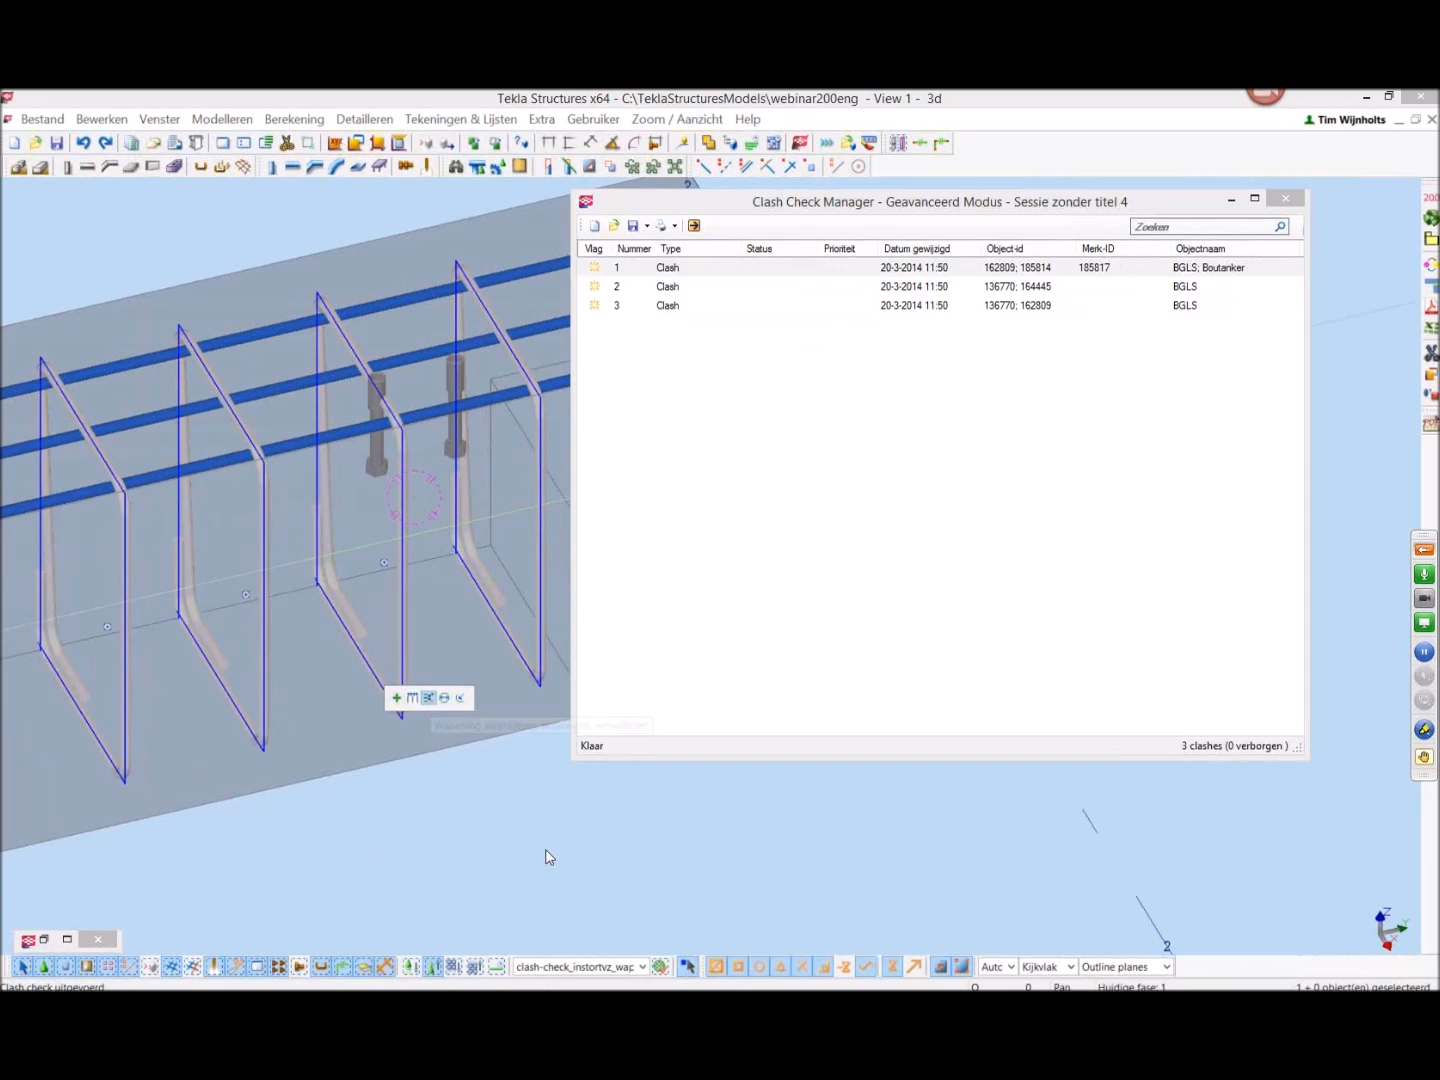 Tekla Structures x64 - C:\TeklaStructuresModels\webinar200eng - View 1 - 3d
Bestand Bewerken Venster Modelleren Berekening Detailleren Tekeningen & Lijsten Extra Gebruiker Zoom / Aanzicht Help
Tim Wijnholts
2
Clash Check Manager - Geavanceerd Modus - Sessie zonder titel 4
Zoeken
Vlag Nummer Type Status Prioriteit Datum gewijzigd Object-id Merk-ID Objectnaam
1 Clash 20-3-2014 11:50 162809; 185814 185817 BGLS; Boutanker
2 Clash 20-3-2014 11:50 136770; 164445 BGLS
3 Clash 20-3-2014 11:50 136770; 162809 BGLS
Klaar 3 clashes (0 verborgen )
2
Z
clash-check_instortvz_wap Autc Kijkvlak Outline planes
Clash check uitgevoerd O 0 Pan Huidige fase: 1 1 + 0 object(en) geselecteerd